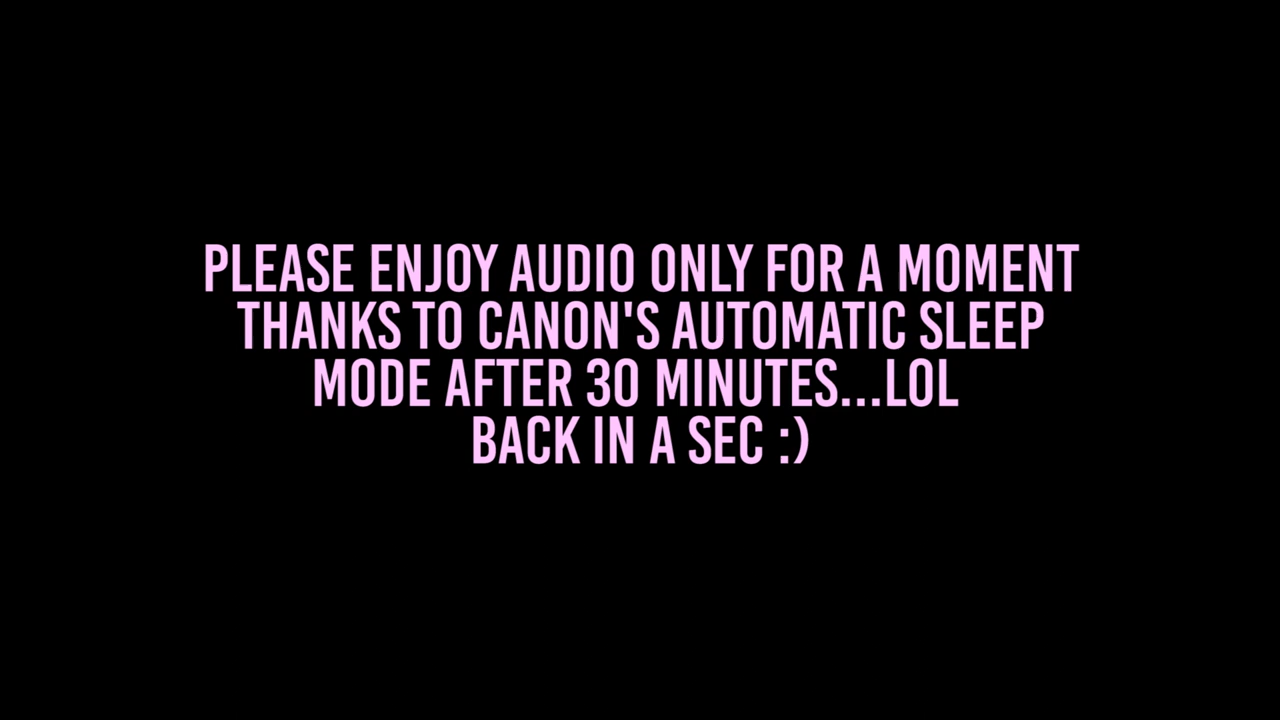 PLEASE ENJOY AUDIO ONLY FOR A MOMENT
THANKS TO CANON'S AUTOMATIC SLEEP
MODE AFTER 30 MINUTES...LOL
BACK IN A SEC :)